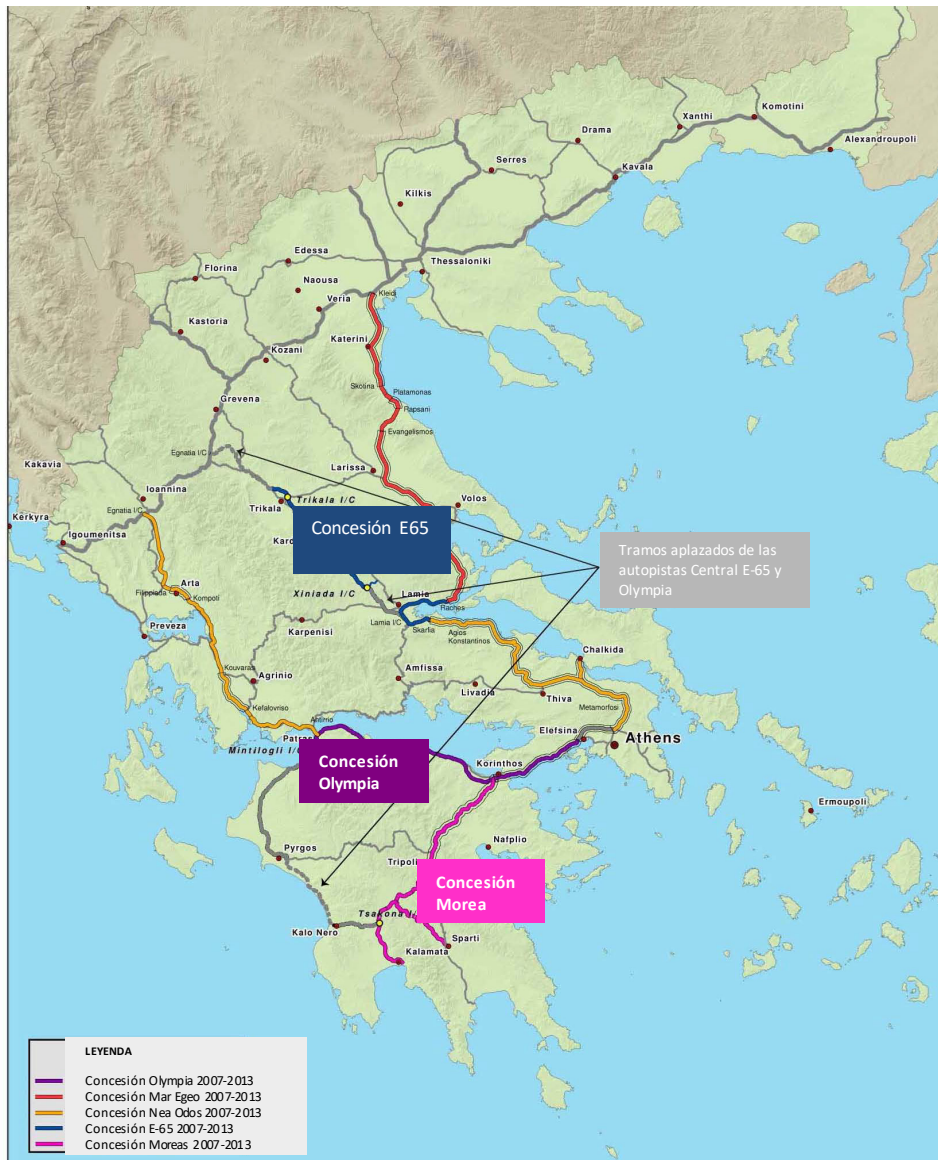 Komotini
Xanthi
Drama
Alexandroupoli
Serres
Kavala
Kilkis
Edessa
Thessaloniki
Florina
Naousa
Kleidi
Veria
Kastoria
Katerini
Kozani
Skotina
Platamonas
Rapsani
Grevena
Evangelismos
Egnatia I/C
Kakavia
Larissa
Ioannina
Trikala I/C
Trikala
Volos
Egnatia I/C
Kerkyra
Igoumenitsa
Concesión E65
Tramos aplazados de las
autopistas Central E-65 y
Olympia
Arta
Filippiada
Kompoti
Xiniada I/C
Lamia
Raches
Preveza
Karpenisi
Lamia I/C
Skarfia
Agios
Konstantinos
Kouvaras
Agrinio
Amfissa
Chalkida
Livadia
Thiva
Kefalovriso
Metamorfosi
Antirrio
Elefsina
Athens
Concesión
Olympia
Korinthos
Ermoupoli
Nafplio
Pyrgos
Tripoli
Concesión
Morea
Kalo Nero
Sparti
Kalamata
LEYENDA
Concesión Olympia 2007-2013
Concesión Mar Egeo 2007-2013
Concesión Nea Odos 2007-2013
Concesión E-65 2007-2013
Concesión Moreas 2007-2013